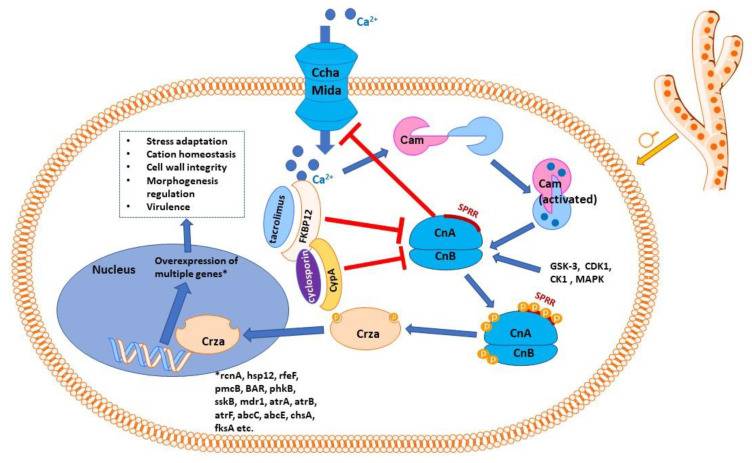 Ca2+
Ccha
Mida
Stress adaptation
Cation homeostasis
Cell wall integrity
Morphogenesis
regulation
Virulence
Ca2+
Cam
Cam
(activated)
tacrolimus
FKBP12
cyclosporin
CypA
SPRR
CnA
CnB
GSK-3, CDK1,
CK1 , MAPK
Nucleus
Overexpression of
multiple genes*
Crza
P
Crza
P
SPRR
P
P
P
P
CnA
CnB
P
P
*rcnA, hsp12, rfeF,
pmcB, BAR, phkB,
sskB, mdr1, atrA, atrB,
atrF, abcC, abcE, chsA,
fksA etc.